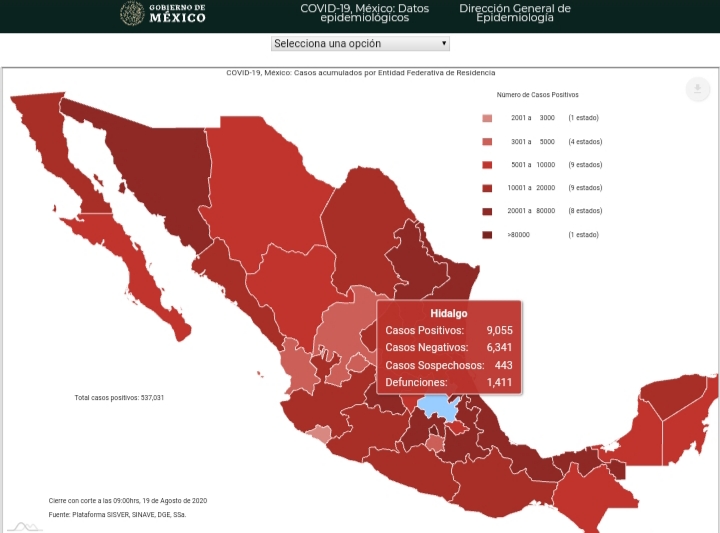 GOBIERNO DE
MÉXICO
COVID-19, México: Datos
epidemiológicos
Dirección General de
Epidemiología
Selecciona una opción
COVID-19, México: Casos acumulados por Entidad Federativa de Residencia
Número de Casos Positivos
2001 a 3000 (1 estado)
3001 a 5000 (4 estados)
5001 a 10000 (9 estados)
10001 a 20000 (9 estados)
20001 a 80000 (8 estados)
>80000 (1 estado)
Hidalgo
Casos Positivos: 9,055
Casos Negativos: 6,341
Casos Sospechosos: 443
Defunciones: 1,411
Total casos positivos: 537,031
Cierre con corte a las 09:00hrs, 19 de Agosto de 2020
Fuente: Plataforma SISVER, SINAVE, DGE, SSa.